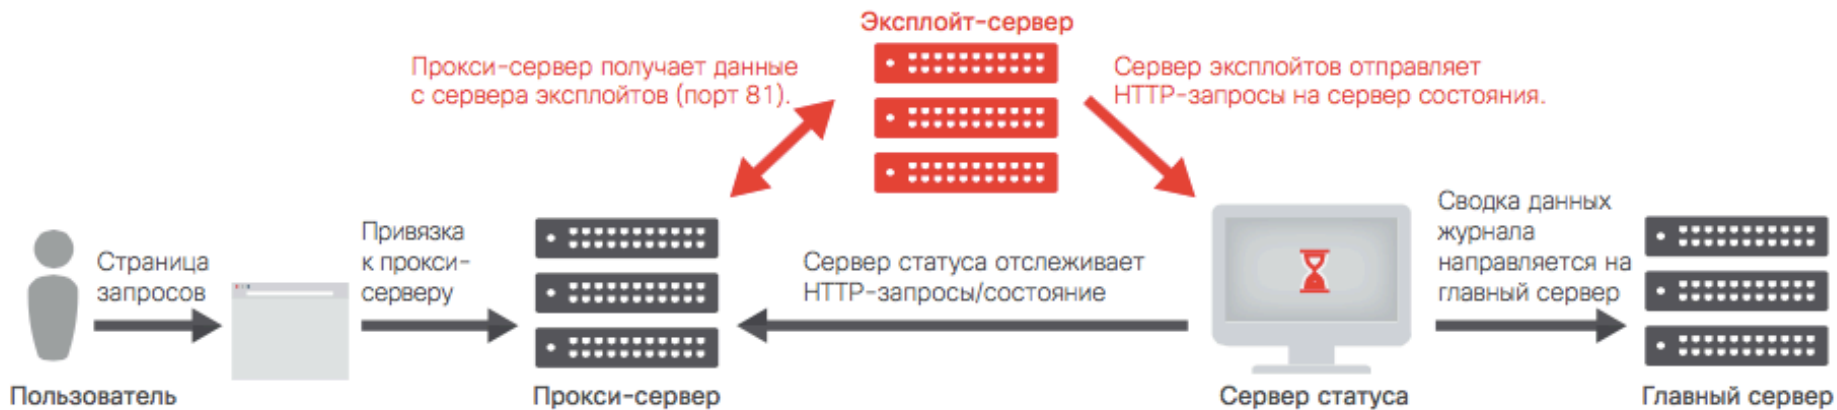 Эксплойт-сервер
Прокси-сервер получает данные
с сервера эксплойтов (порт 81).
Сервер эксплойтов отправляет
HTTP-запросы на сервер состояния.
Страница
запросов
Привязка
к прокси-
серверу
Сервер статуса отслеживает
HTTP-запросы/состояние
Сводка данных
журнала
направляется на
главный сервер
Пользователь
Прокси-сервер
Сервер статуса
Главный сервер